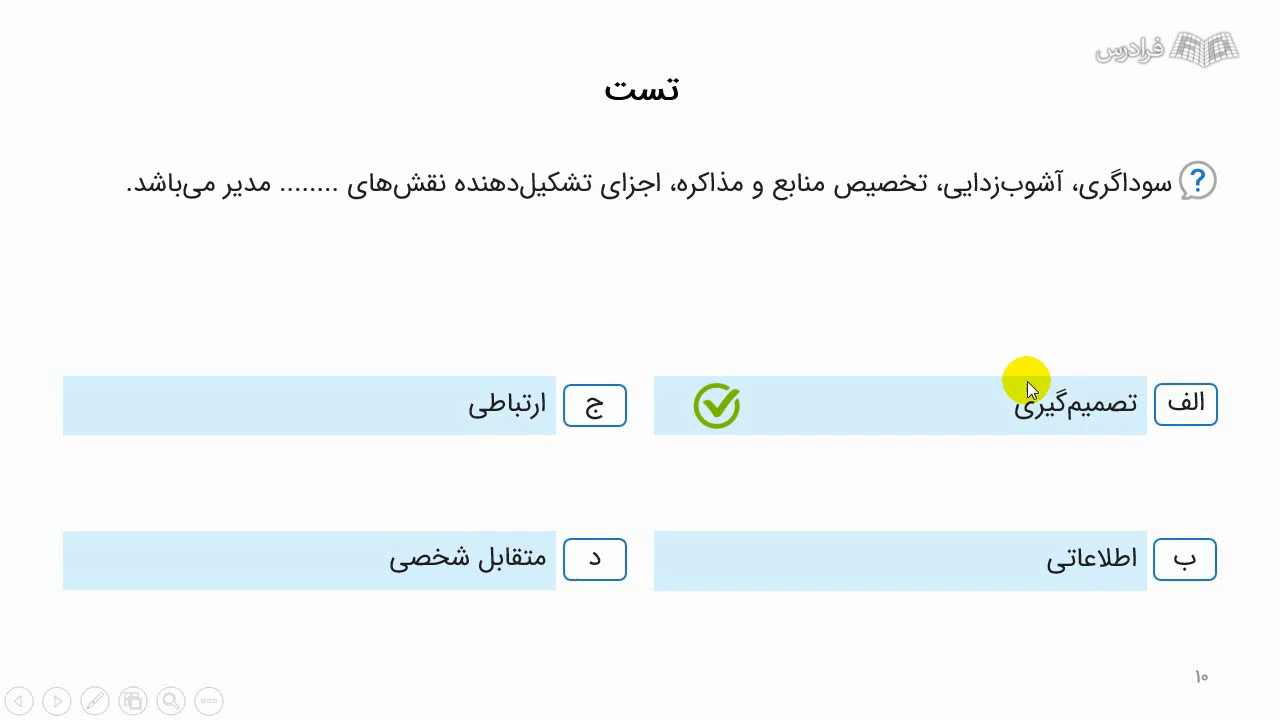 فرادرس
تست
سوداگری، آشوب‌زدایی، تخصیص منابع و مذاکره، اجزای تشکیل‌دهنده نقش‌های ........ مدیر می‌باشد.
?
الف
تصمیم‌گیری
ج
ارتباطی
ب
اطلاعاتی
د
متقابل شخصی
۱۰